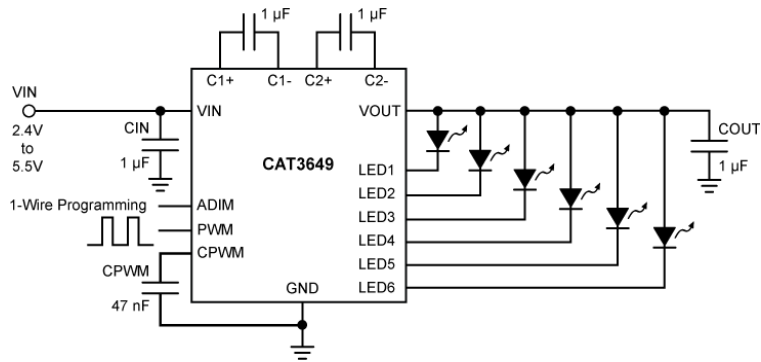 1 µF
1 µF
C1+ C1- C2+ C2-
VIN
2.4V
to
5.5V
CIN
1 µF
VIN
VOUT
CAT3649
COUT
1 µF
LED1
LED2
LED3
LED4
LED5
LED6
1-Wire Programming
ADIM
PWM
CPWM
CPWM
47 nF
GND